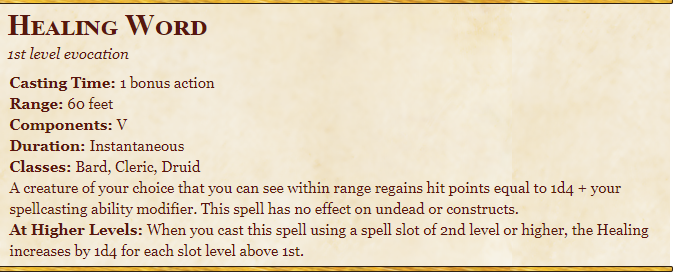 Healing Word
1st level evocation
Casting Time: 1 bonus action
Range: 60 feet
Components: V
Duration: Instantaneous
Classes: Bard, Cleric, Druid
A creature of your choice that you can see within range regains hit points equal to 1d4 + your
spellcasting ability modifier. This spell has no effect on undead or constructs.
At Higher Levels: When you cast this spell using a spell slot of 2nd level or higher, the Healing
increases by 1d4 for each slot level above 1st.